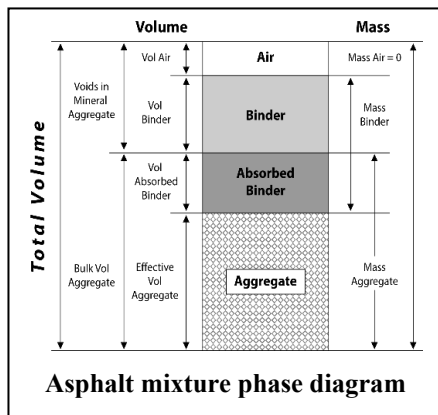 Volume
Mass
Total Volume
Vol Air
Air
Mass Air = 0
Voids in
Mineral
Aggregate
Vol
Binder
Binder
Mass
Binder
Vol
Absorbed
Binder
Absorbed
Binder
Bulk Vol
Aggregate
Effective
Vol
Aggregate
Aggregate
Mass
Aggregate
Asphalt mixture phase diagram